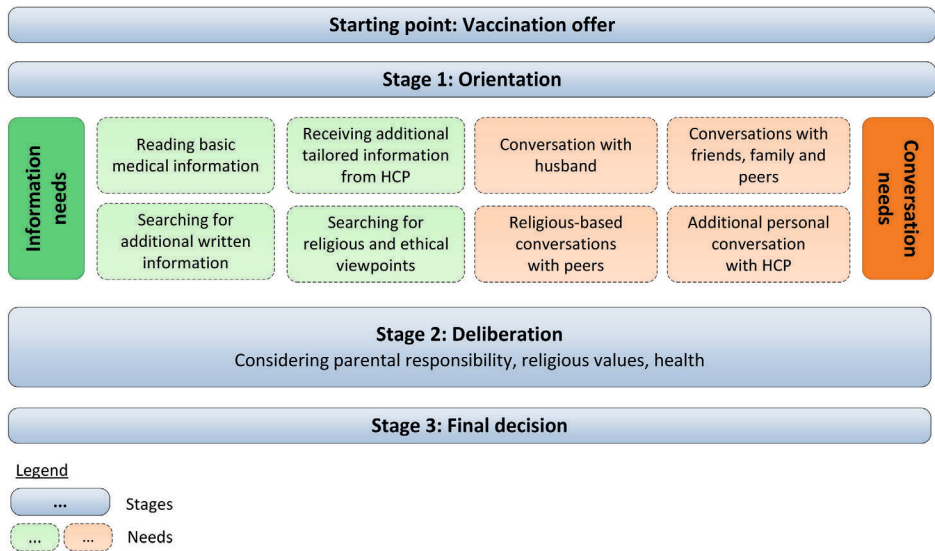 Starting point: Vaccination offer
Stage 1: Orientation
Information
needs
Reading basic
medical information
Receiving additional
tailored information
from HCP
Conversation with
husband
Conversations with
friends, family and
peers
Conversation
needs
Searching for
additional written
information
Searching for
religious and ethical
viewpoints
Religious-based
conversations
with peers
Additional personal
conversation
with HCP
Stage 2: Deliberation
Considering parental responsibility, religious values, health
Stage 3: Final decision
Legend
... Stages
... ... Needs